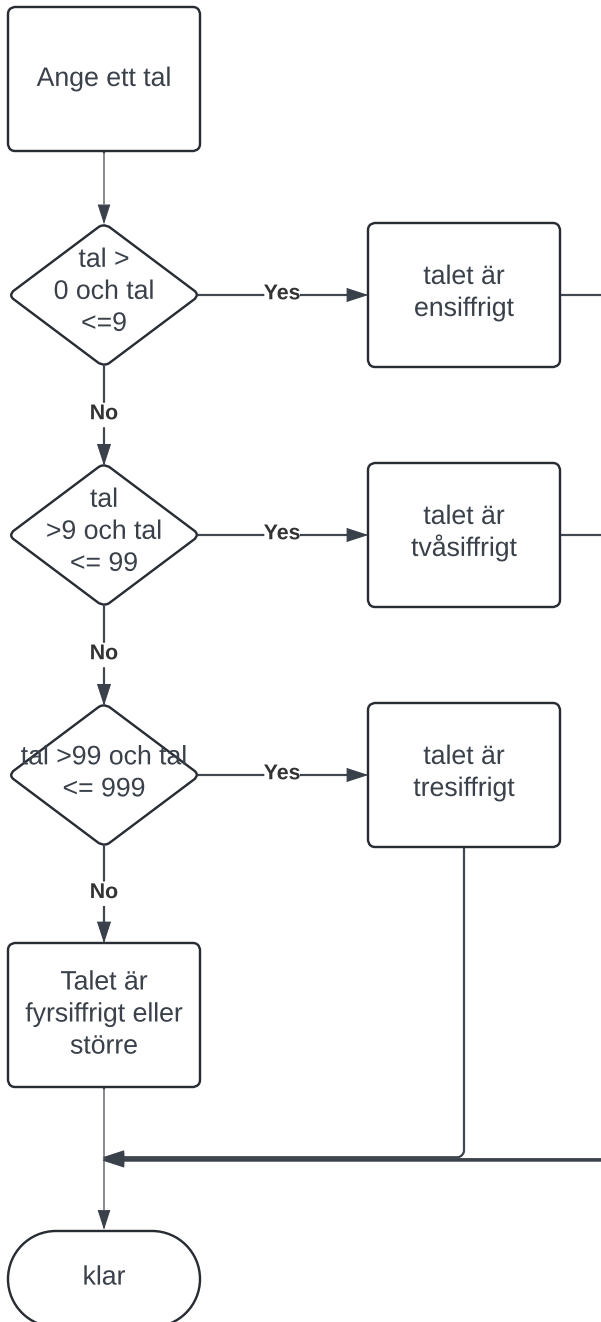 Ange ett tal
tal >
0 och tal
<=9
Yes
talet är
ensiffrigt
No
tal
>9 och tal
<= 99
Yes
talet är
tvåsiffrigt
No
tal >99 och tal
<= 999
Yes
talet är
tresiffrigt
No
Talet är
fyrsiffrigt eller
större
klar